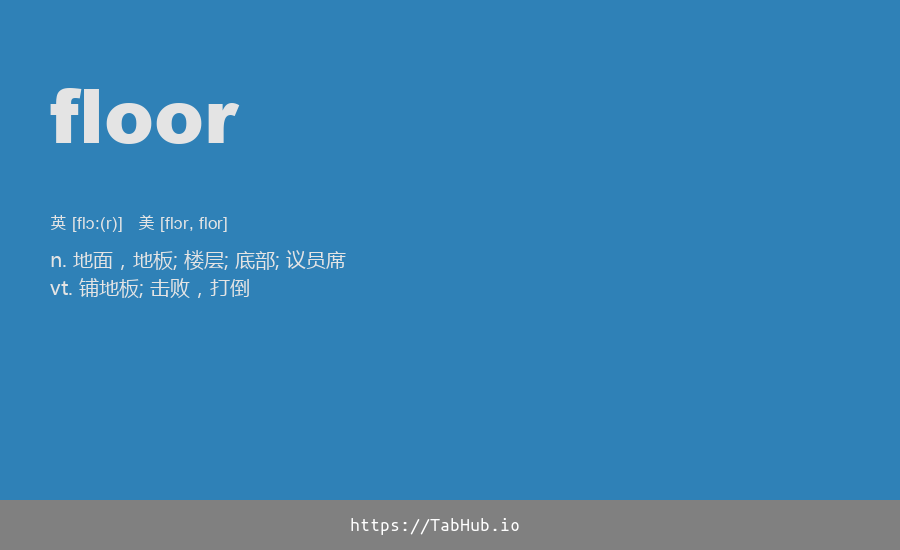 floor
英 [flɔː(r)] 美 [flɔr, flor]
n. 地面，地板; 楼层; 底部; 议员席
vt. 铺地板; 击败，打倒
https://TabHub.io